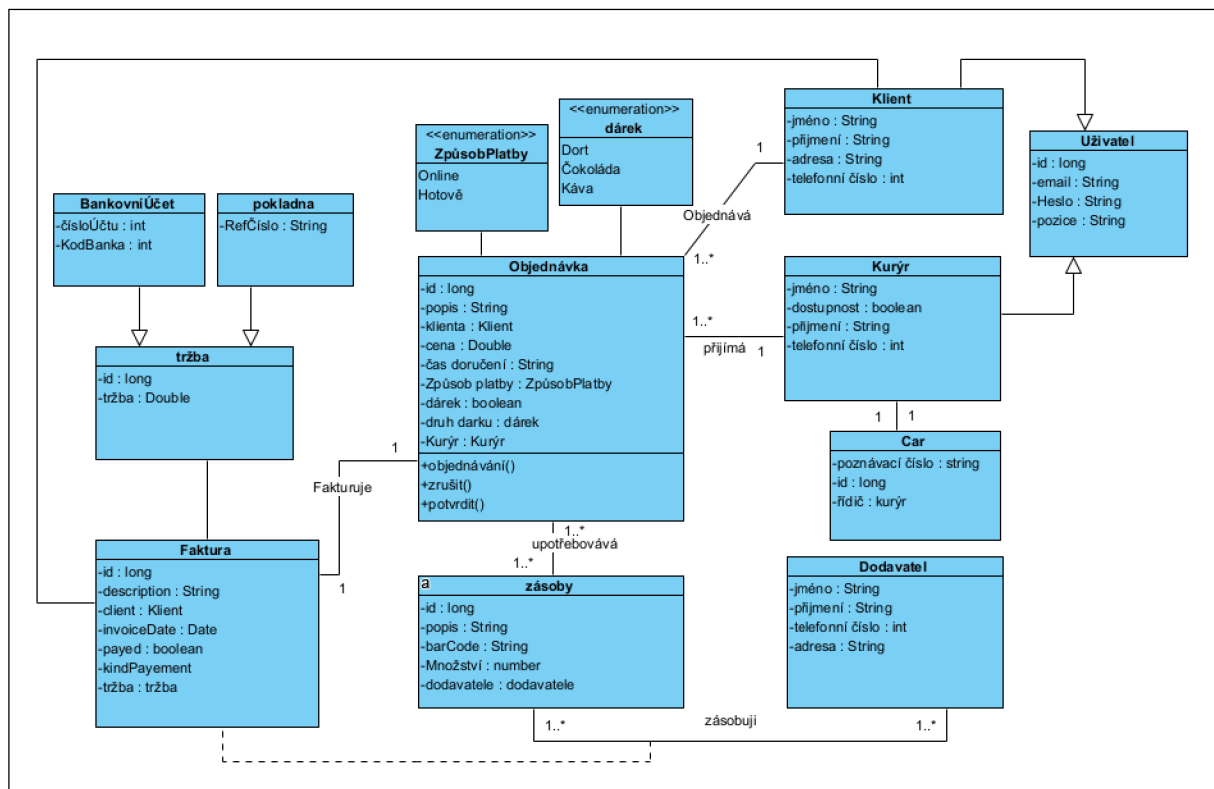 Klient
-jméno : String
-přijmení : String
-adresa : String
-telefonní číslo : int
<<enumeration>>
dárek
Dort
Čokoláda
Káva
<<enumeration>>
ZpůsobPlatby
Online
Hotově
Uživatel
-id : long
-email : String
-Heslo : String
-pozice : String
1
Objednává
1..*
BankovníÚčet
-čísloÚčtu : int
-KodBanka : int
pokladna
-RefČíslo : String
Objednávka
-id : long
-popis : String
-klienta : Klient
-cena : Double
-čas doručení : String
-Způsob platby : ZpůsobPlatby
-dárek : boolean
-druh darku : dárek
-Kurýr : Kurýr
+objednávání()
+zrušit()
+potvrdit()
Kurýr
-jméno : String
-dostupnost : boolean
-přijmení : String
-telefonní číslo : int
1..*
přijímá
1
tržba
-id : long
-tržba : Double
1
1
Car
-poznávací číslo : string
-id : long
-řídič : kurýr
1
Fakturuje
1
1..*
upotřebovává
1..*
Faktura
-id : long
-description : String
-client : Klient
-invoiceDate : Date
-payed : boolean
-kindPayement
-tržba : tržba
a
zásoby
-id : long
-popis : String
-barCode : String
-Množství : number
-dodavatele : dodavatele
Dodavatel
-jméno : String
-přijmení : String
-telefonní číslo : int
-adresa : String
1..*
zásobuji
1..*